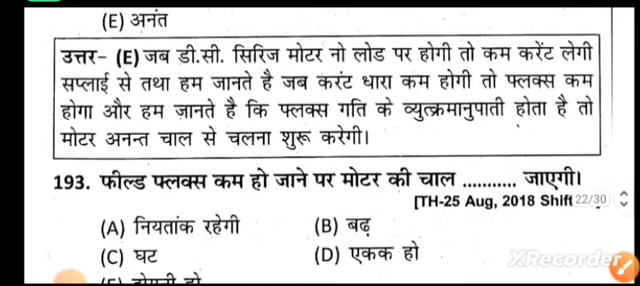 (E) अनंत
उत्तर– (E) जब डी.सी. सिरिज मोटर नो लोड पर होगी तो कम करेंट लेगी
सप्लाई से तथा हम जानते है जब करंट धारा कम होगी तो फ्लक्स कम
होगा और हम ज़ानते है कि फ्लक्स गति के व्युत्क्रमानुपाती होता है तो
मोटर अनन्त चाल से चलना शुरू करेगी।
193. फील्ड फ्लक्स कम हो जाने पर मोटर की चाल ........... जाएगी।
[TH-25 Aug, 2018 Shift 22/30
(A) नियतांक रहेगी (B) बढ़
(C) घट (D) एकक हो
XRecorder